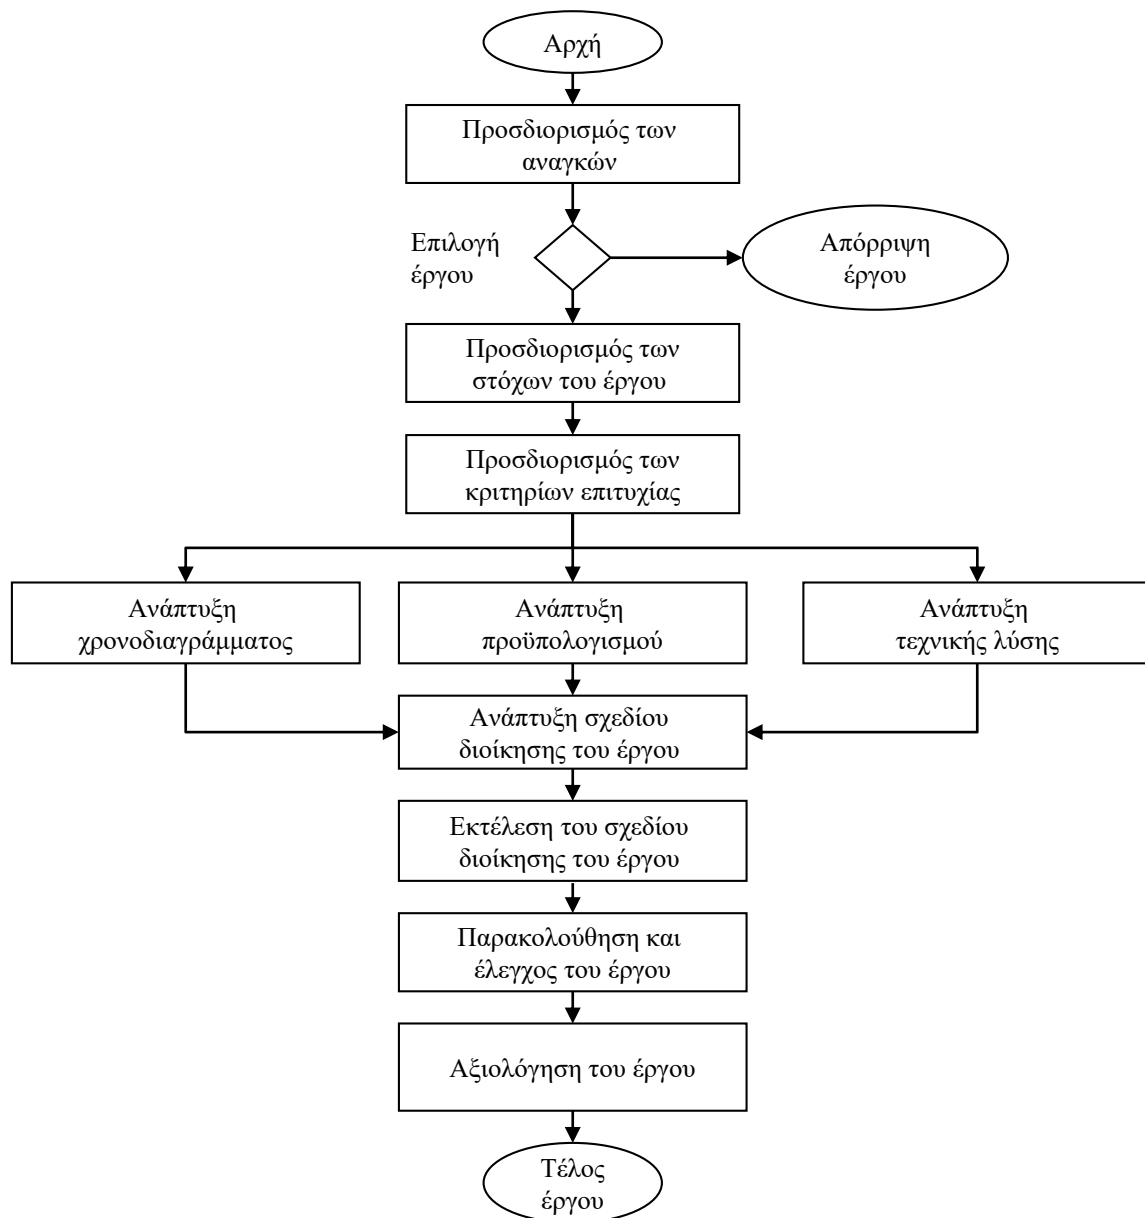 Αρχή
Προσδιορισμός των
αναγκών
Επιλογή
έργου
Απόρριψη
έργου
Προσδιορισμός των
στόχων του έργου
Προσδιορισμός των
κριτηρίων επιτυχίας
Ανάπτυξη
χρονοδιαγράμματος
Ανάπτυξη
προϋπολογισμού
Ανάπτυξη
τεχνικής λύσης
Ανάπτυξη σχεδίου
διοίκησης του έργου
Εκτέλεση του σχεδίου
διοίκησης του έργου
Παρακολούθηση και
έλεγχος του έργου
Αξιολόγηση του έργου
Τέλος
έργου